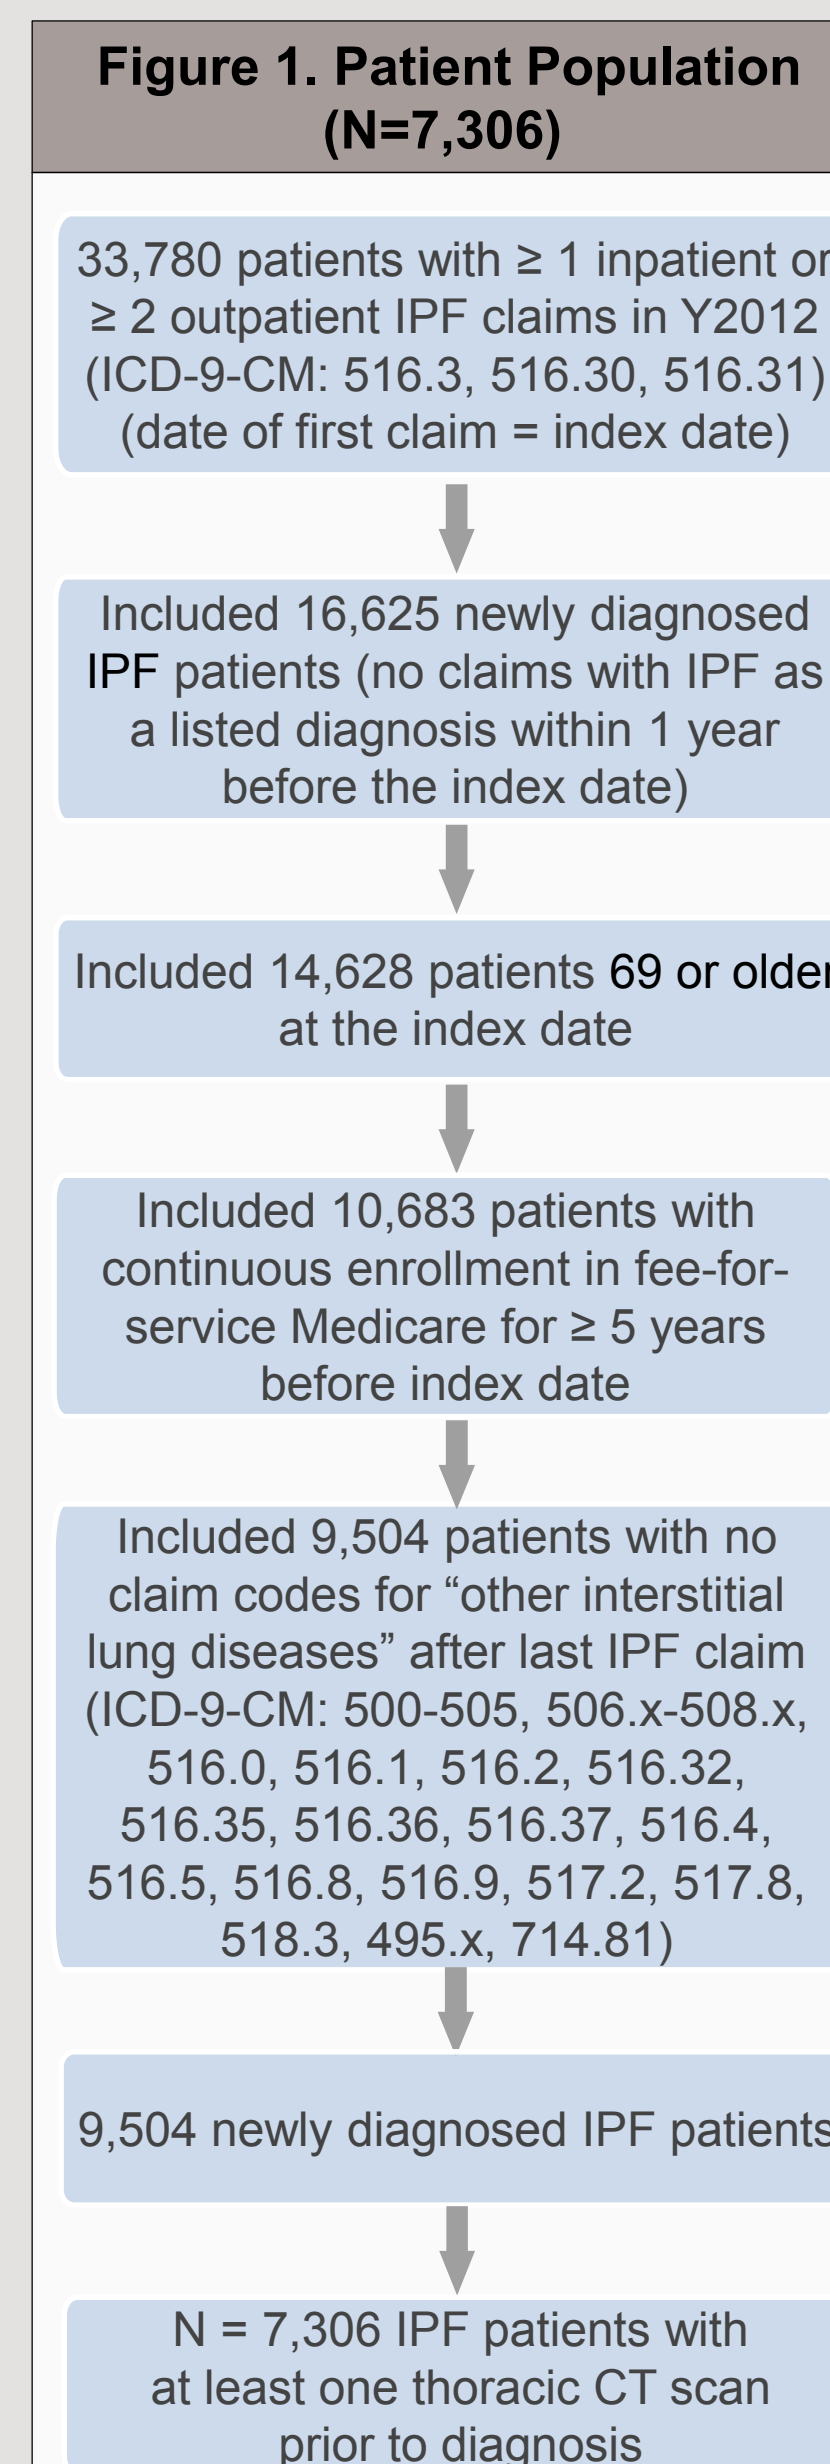 Figure 1. Patient Population
(N=7,306)
33,780 patients with ≥ 1 inpatient or
≥ 2 outpatient IPF claims in Y2012
(ICD-9-CM: 516.3, 516.30, 516.31)
(date of first claim = index date)
Included 16,625 newly diagnosed
IPF patients (no claims with IPF as
a listed diagnosis within 1 year
before the index date)
Included 14,628 patients 69 or older
at the index date
Included 10,683 patients with
continuous enrollment in fee-for-
service Medicare for ≥ 5 years
before index date
Included 9,504 patients with no
claim codes for “other interstitial
lung diseases” after last IPF claim
(ICD-9-CM: 500-505, 506.x-508.x,
516.0, 516.1, 516.2, 516.32,
516.35, 516.36, 516.37, 516.4,
516.5, 516.8, 516.9, 517.2, 517.8,
518.3, 495.x, 714.81)
9,504 newly diagnosed IPF patients
N = 7,306 IPF patients with
at least one thoracic CT scan
prior to diagnosis